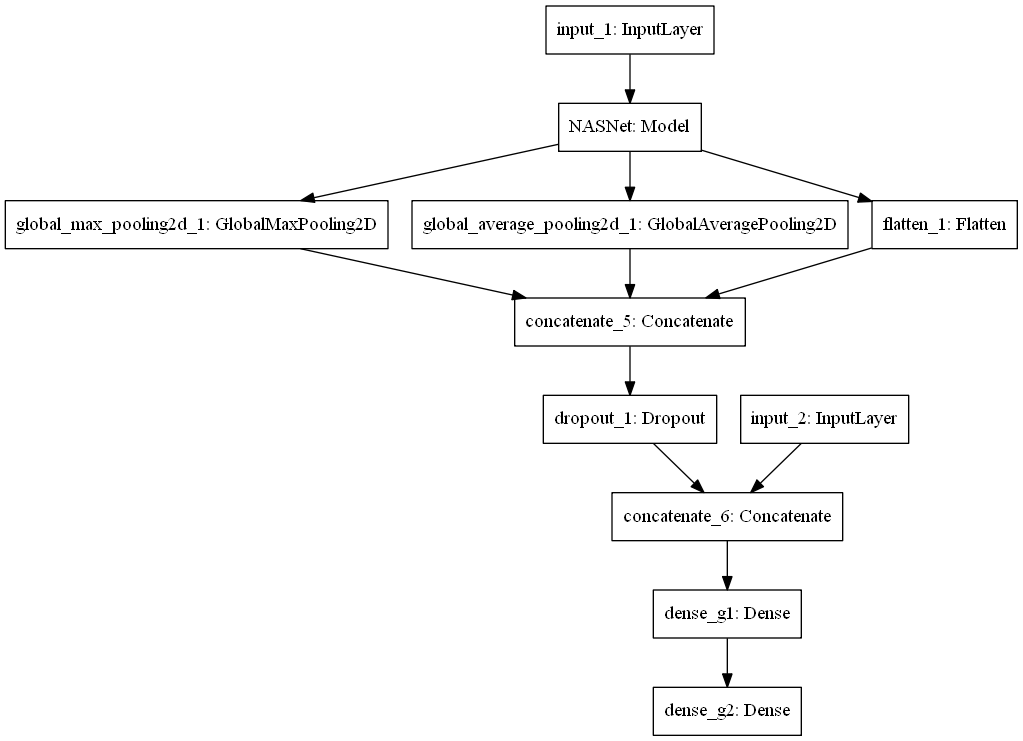 input_1: InputLayer
NASNet: Model
global_max_pooling2d_1: GlobalMaxPooling2D
global_average_pooling2d_1: GlobalAveragePooling2D
flatten_1: Flatten
concatenate_5: Concatenate
dropout_1: Dropout
input_2: InputLayer
concatenate_6: Concatenate
dense_g1: Dense
dense_g2: Dense